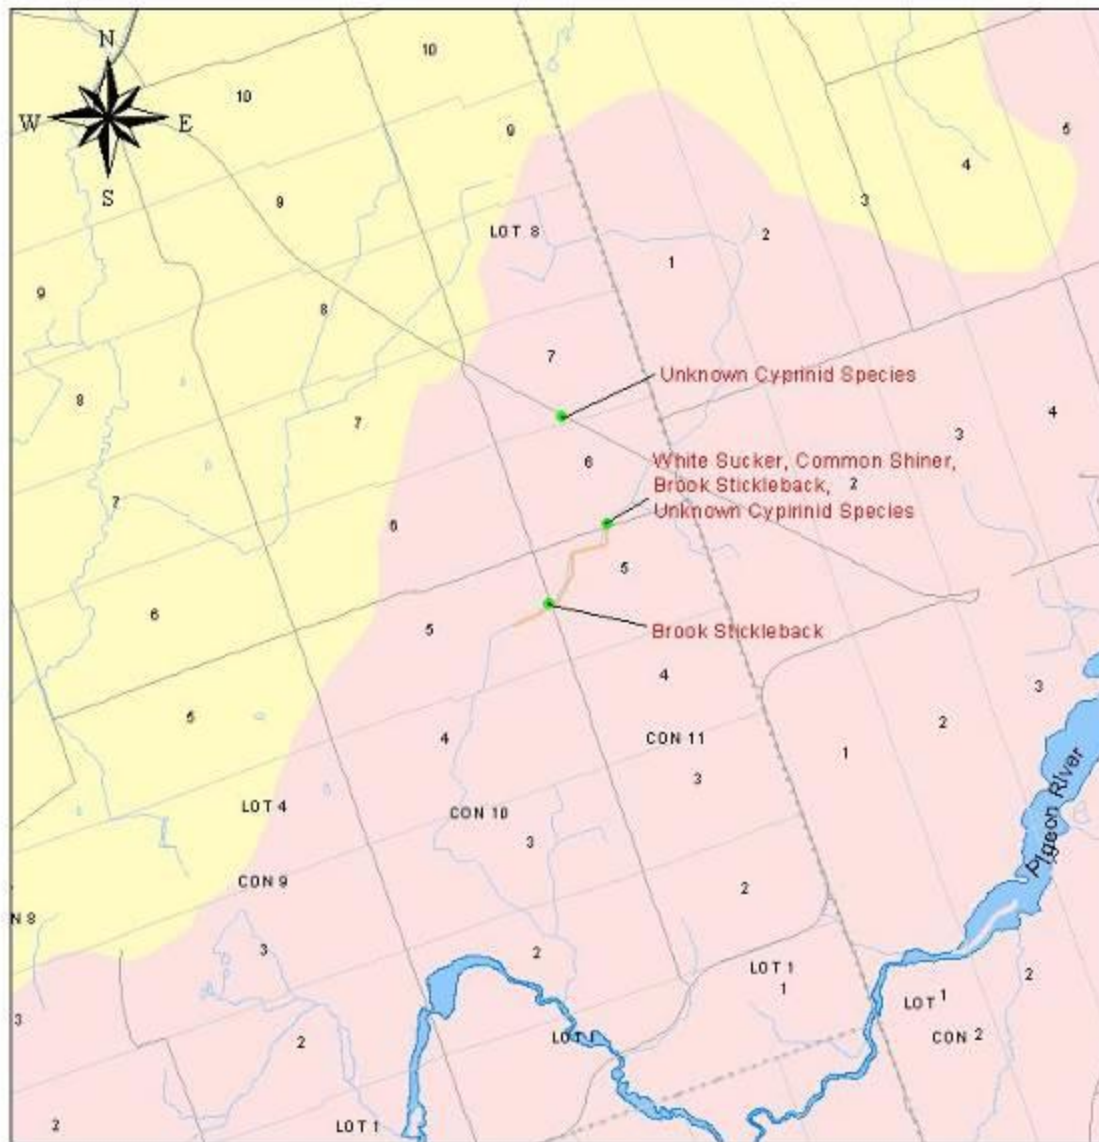 N
W E
S
10
10
9
9
9
8
8
7
7
6
6
5
5
LOT 8
2
1
3
4
5
7
Unknown Cyprinid Species
6
3
4
White Sucker, Common Shiner,
Brook Stickleback, 2
Unknown Cypirinid Species
5
Brook Stickleback
4
3
2
1
4
CON 11
3
LOT 4
CON 10
3
2
CON 9
N 8
3
2
LOT 1
1
LOT 1
CON 2
2
Pigeon River
3
2
LOT 1
2
LOT 1